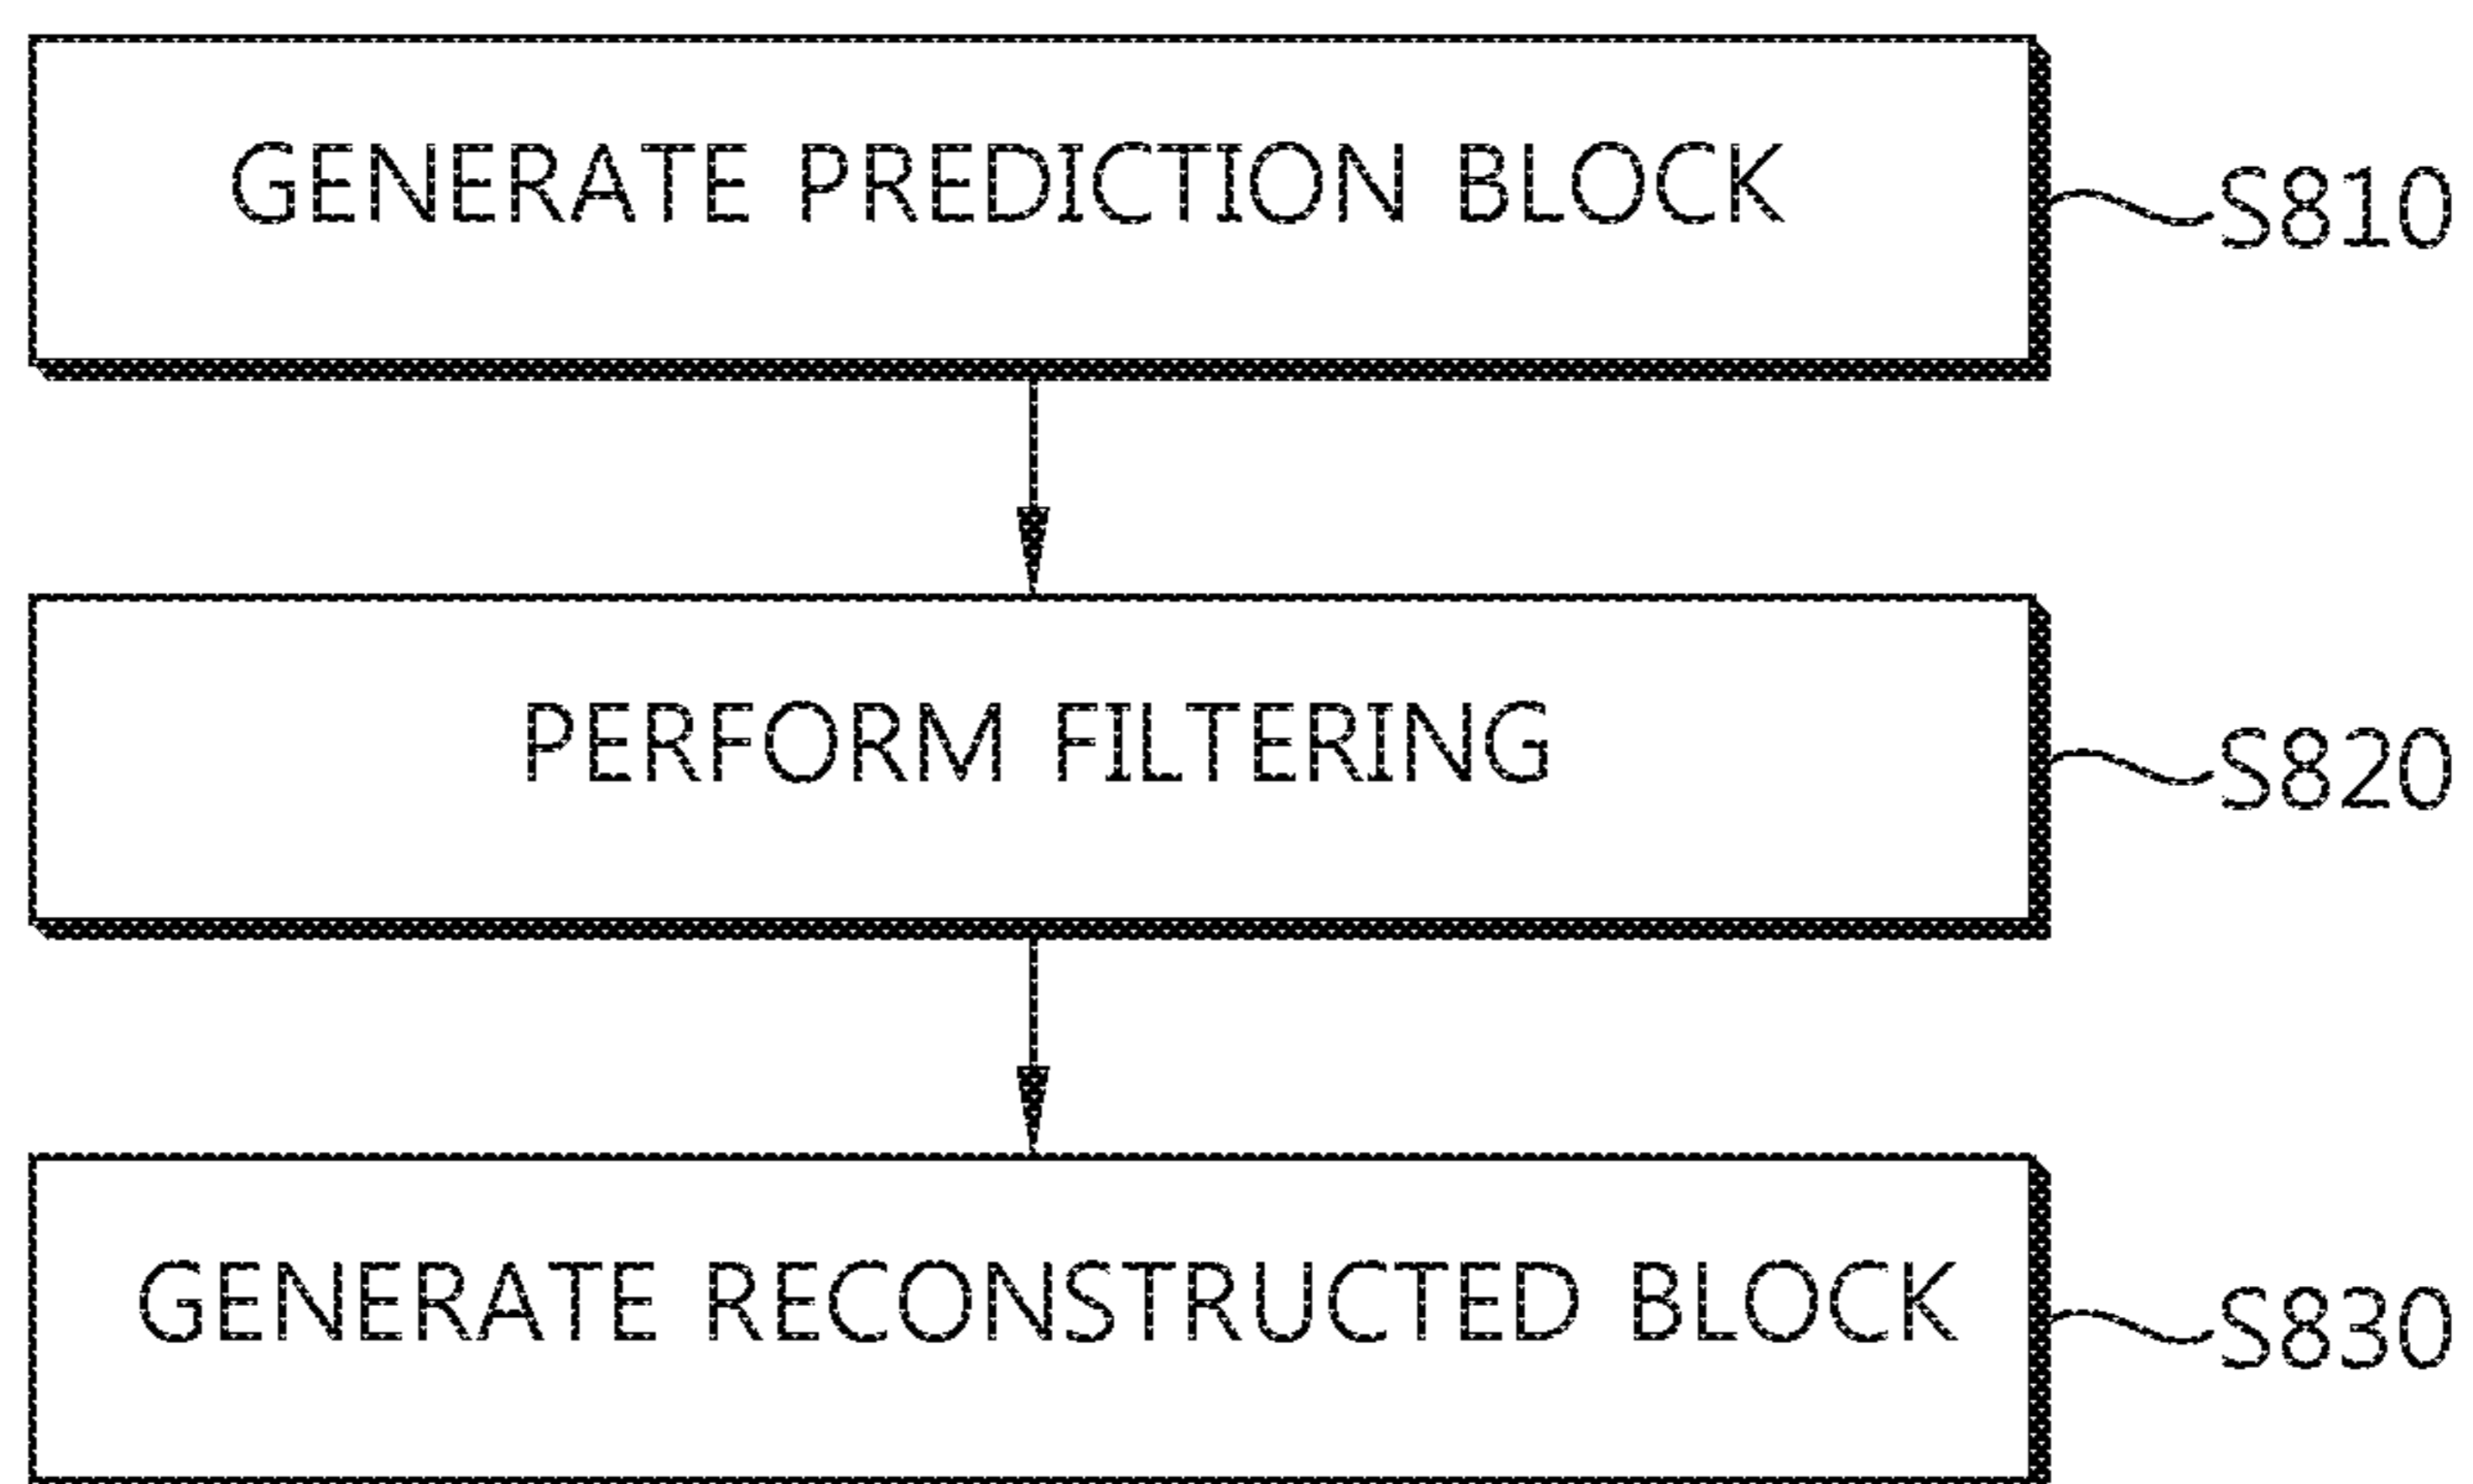 GENERATE PREDICTION BLOCK
S810
PERFORM FILTERING
S820
GENERATE RECONSTRUCTED BLOCK
S830